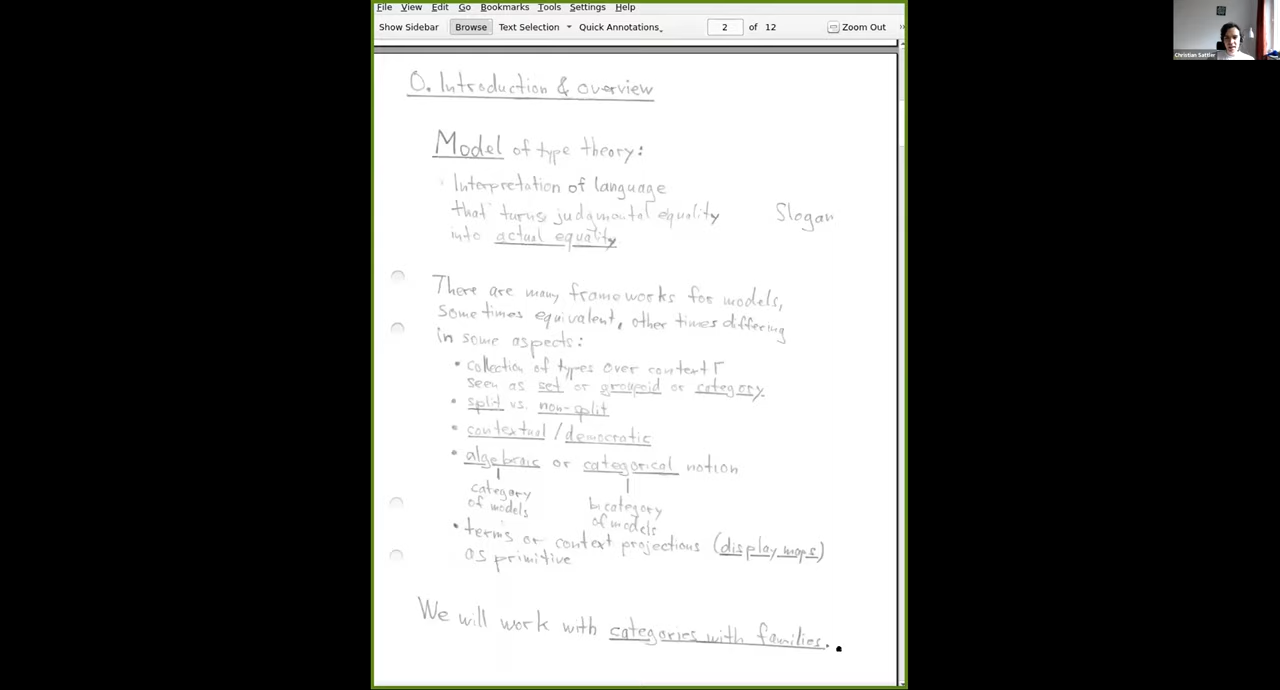 File View Edit Go Bookmarks Tools Settings Help
Show Sidebar Browse Text Selection Quick Annotations 2 of 12 Zoom Out
Christian Sattler
0. Introduction & overview
Model of type theory:
Interpretation of language
that turns judgmental equality Slogan
into actual equality
There are many frameworks for models,
sometimes equivalent, other times differing
in some aspects:
• collection of types over context Γ
seen as set or groupoid or category.
• split vs. non-split
• contextual / democratic
• algebraic or categorical notion
category bicategory
of models of models
• terms or context projections (display maps)
as primitive
We will work with categories with families.